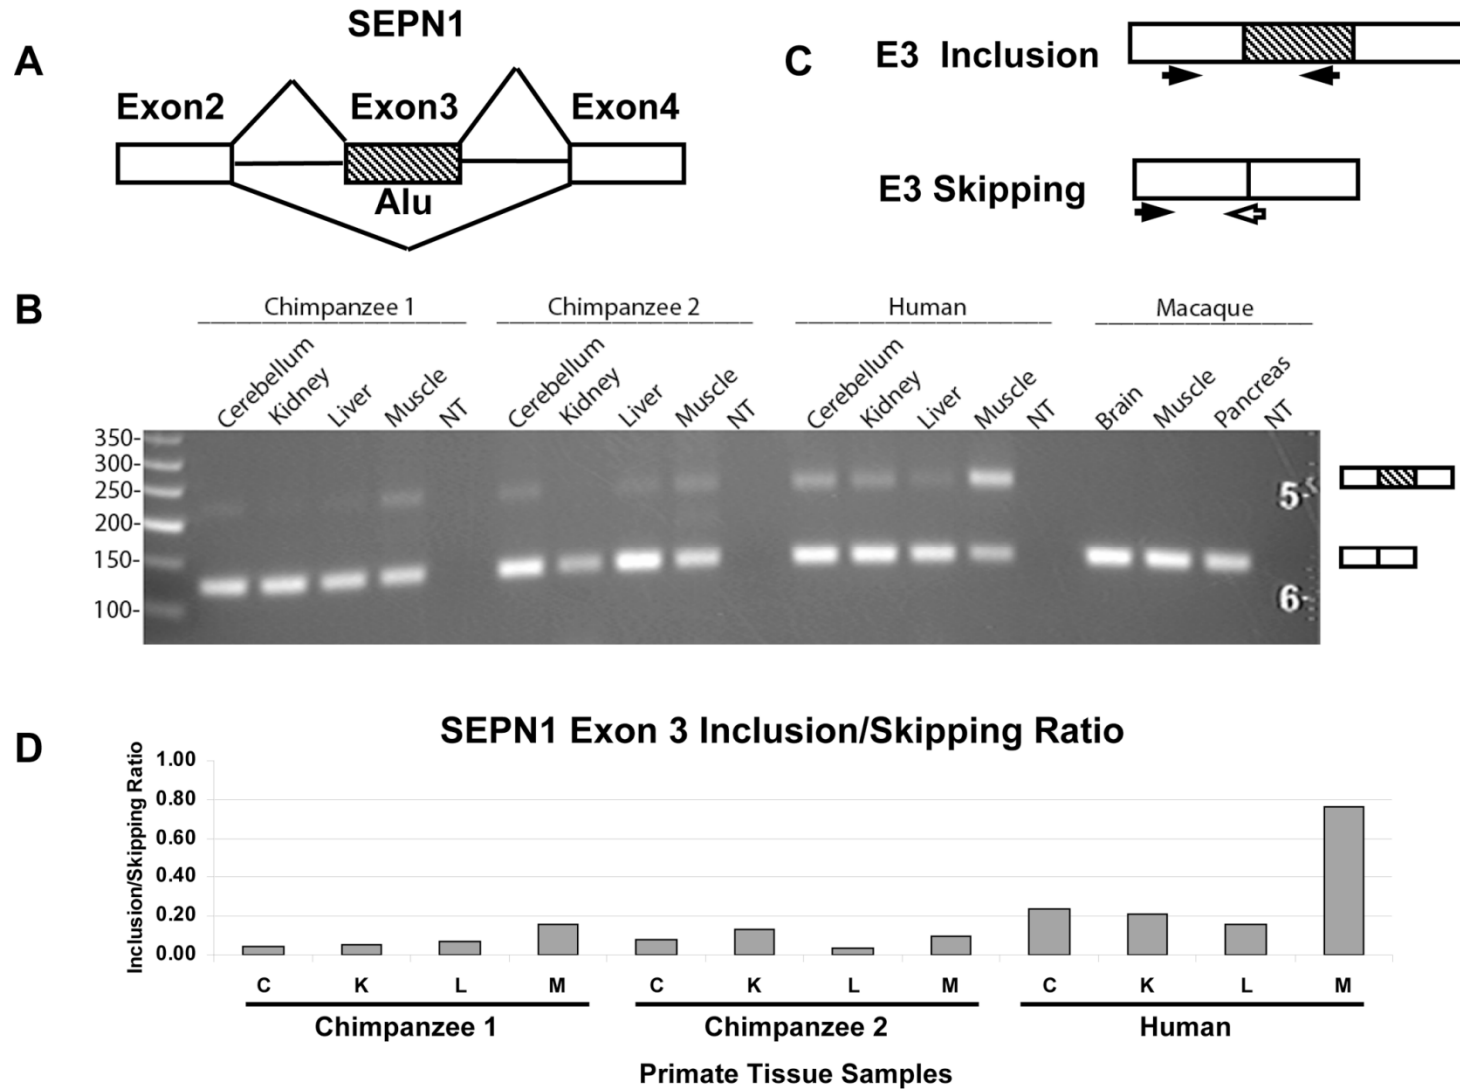 A
SEPN1
Exon2 Exon3 Exon4
Alu
C
E3 Inclusion
E3 Skipping
B
Chimpanzee 1 Chimpanzee 2 Human Macaque
Cerebellum Kidney Liver Muscle NT Cerebellum Kidney Liver Muscle NT Cerebellum Kidney Liver Muscle NT Brain Muscle Pancreas NT
350-
300-
250-
200-
150-
100-
5
6
D
SEPN1 Exon 3 Inclusion/Skipping Ratio
Inclusion/Skipping Ratio
1.00
0.80
0.60
0.40
0.20
0.00
C K L M C K L M C K L M
Chimpanzee 1 Chimpanzee 2 Human
Primate Tissue Samples